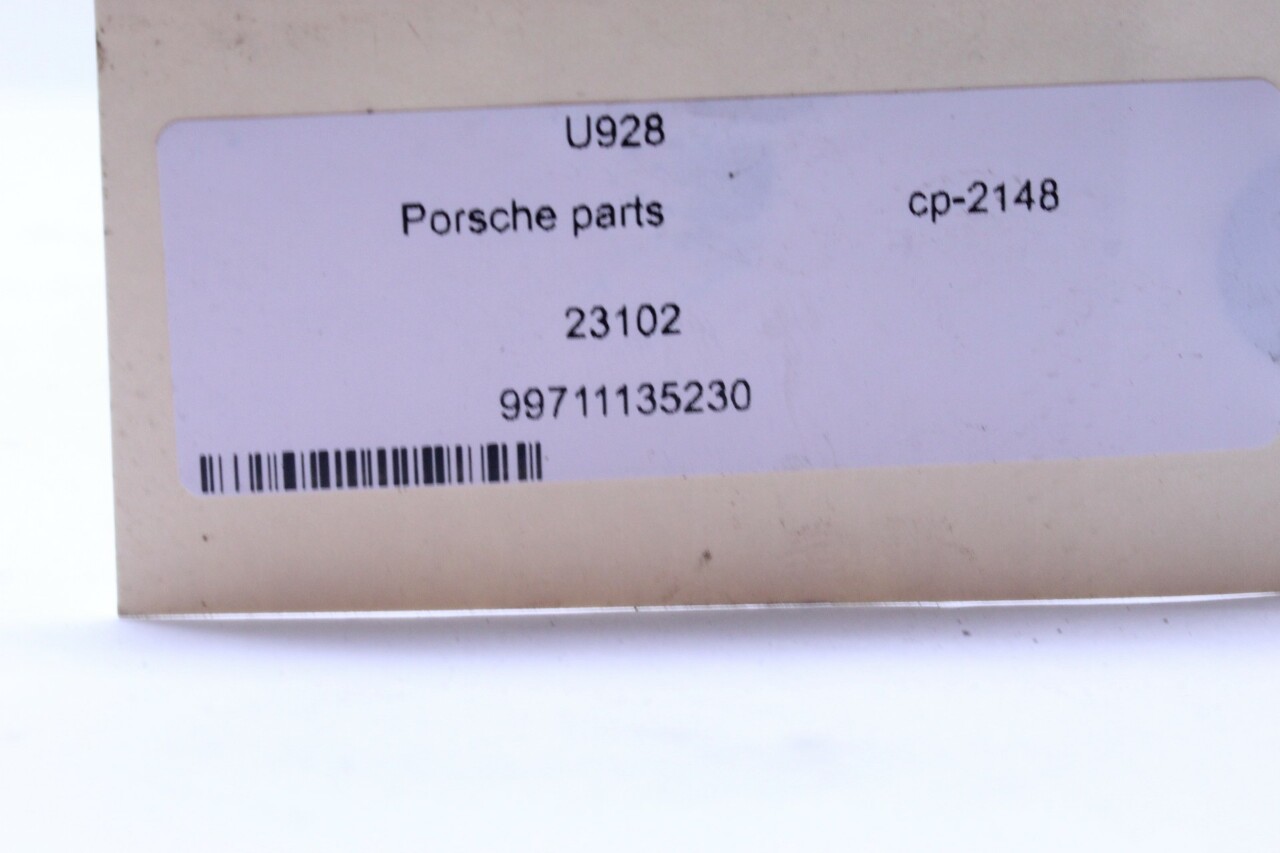 U928
Porsche parts cp-2148
23102
99711135230